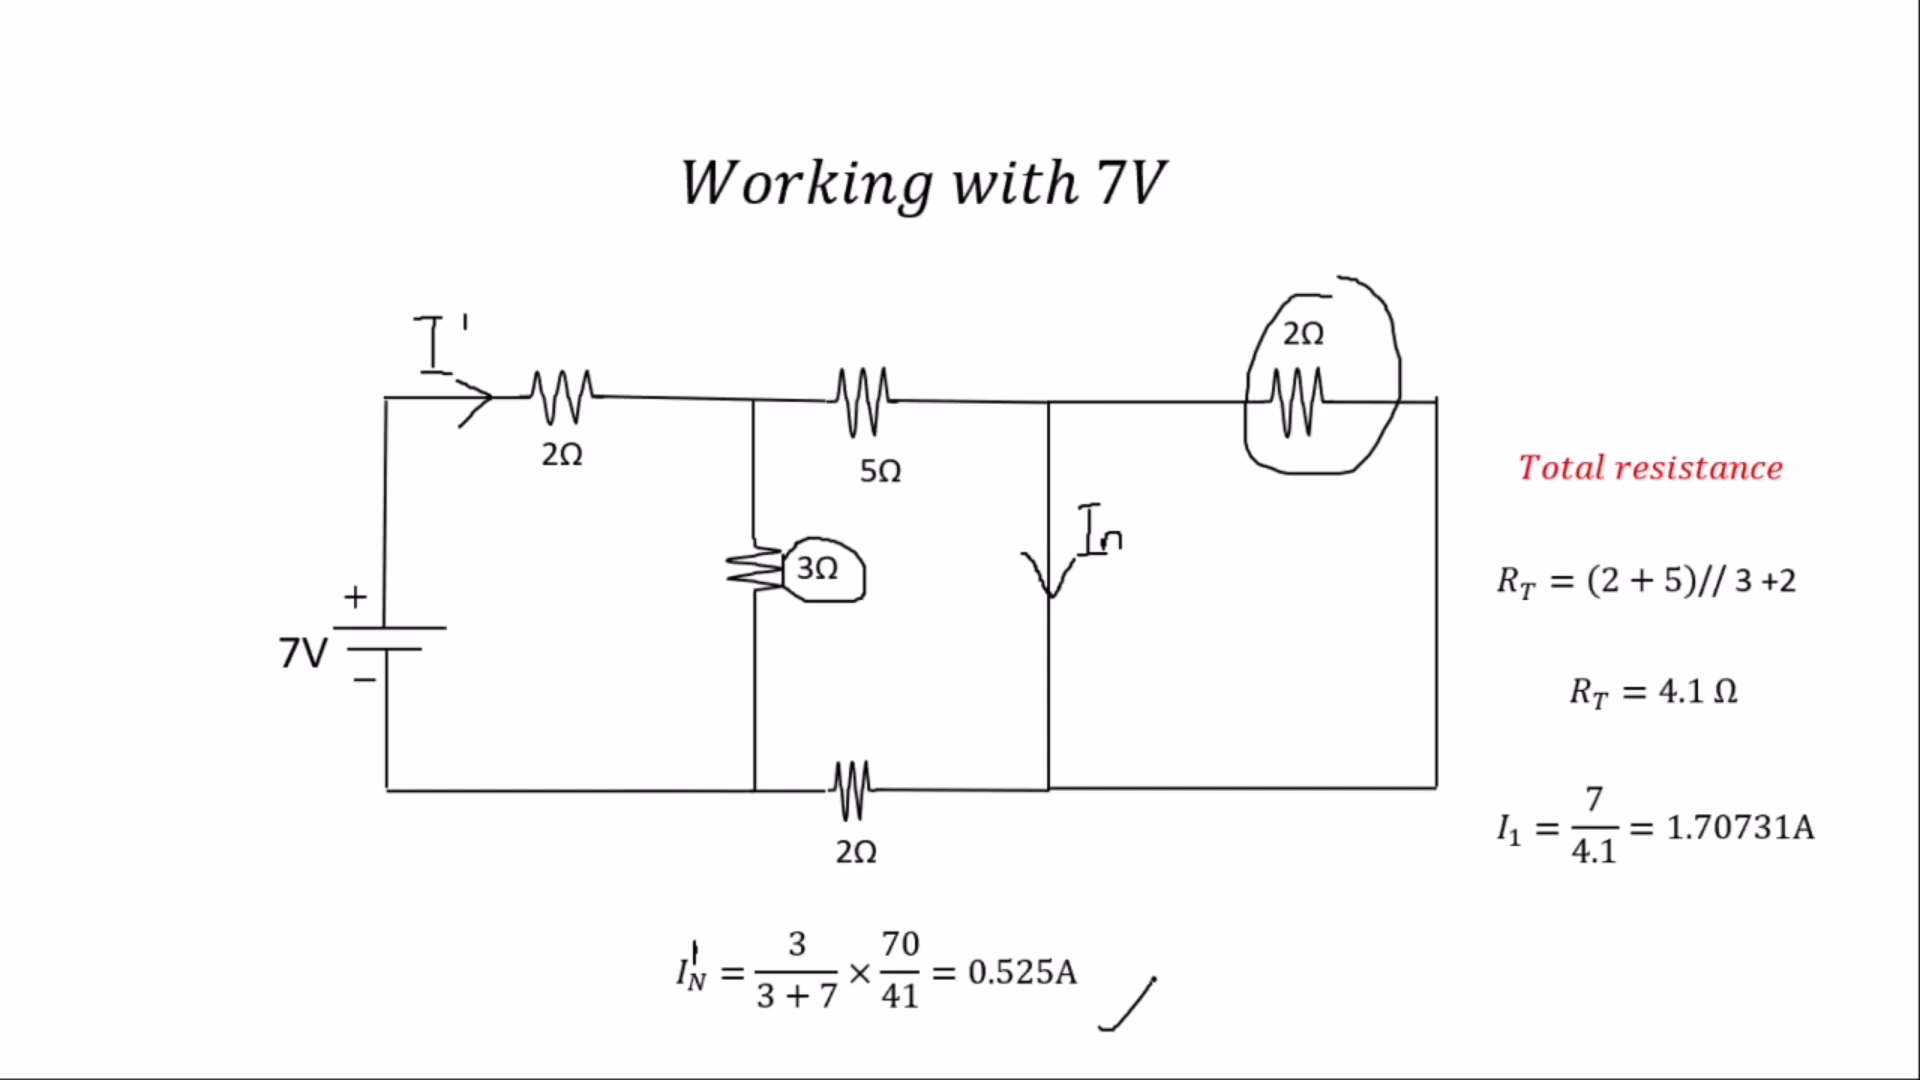 Working with 7V
I'
2Ω
2Ω
5Ω
In
3Ω
+
7V
−
2Ω
Total resistance
R_T = (2 + 5)// 3 +2
R_T = 4.1 Ω
I₁ = 7/4.1 = 1.70731A
I'_N = 3/(3 + 7) × 70/41 = 0.525A